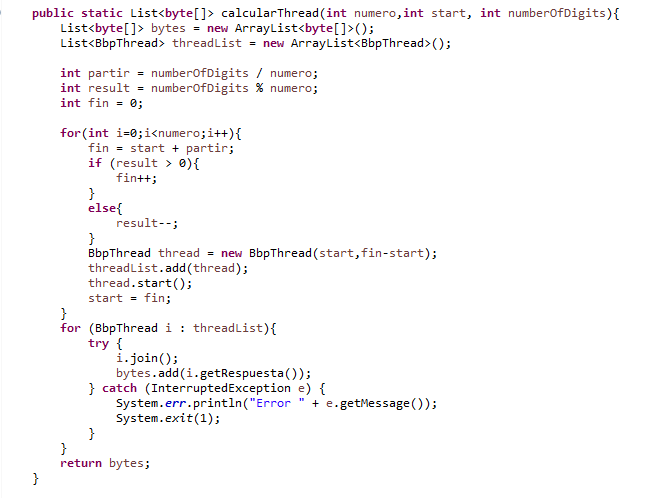 public static List<byte[]> calcularThread(int numero,int start, int numberOfDigits){
List<byte[]> bytes = new ArrayList<byte[]>();
List<BbpThread> threadList = new ArrayList<BbpThread>();
int partir = numberOfDigits / numero;
int result = numberOfDigits % numero;
int fin = 0;
for(int i=0;i<numero;i++){
fin = start + partir;
if (result > 0){
fin++;
}
else{
result--;
}
BbpThread thread = new BbpThread(start,fin-start);
threadList.add(thread);
thread.start();
start = fin;
}
for (BbpThread i : threadList){
try {
i.join();
bytes.add(i.getRespuesta());
} catch (InterruptedException e) {
System.err.println("Error " + e.getMessage());
System.exit(1);
}
}
return bytes;
}